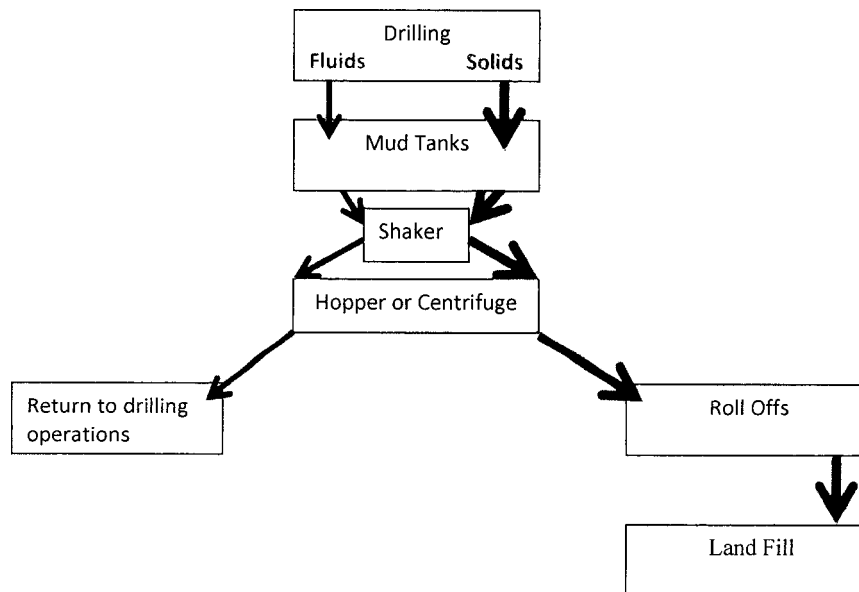 Drilling
Fluids Solids
Mud Tanks
Shaker
Hopper or Centrifuge
Return to drilling
operations
Roll Offs
Land Fill